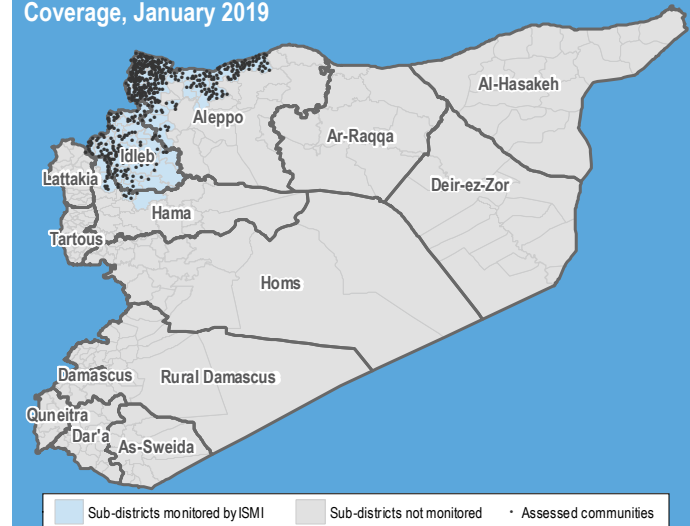 Coverage, January 2019
Al-Hasakeh
Aleppo
Ar-Raqqa
Idleb
Lattakia
Deir-ez-Zor
Hama
Tartous
Homs
Damascus
Rural Damascus
Quneitra
Dar'a
As-Sweida
Sub-districts monitored by ISMI
Sub-districts not monitored
Assessed communities